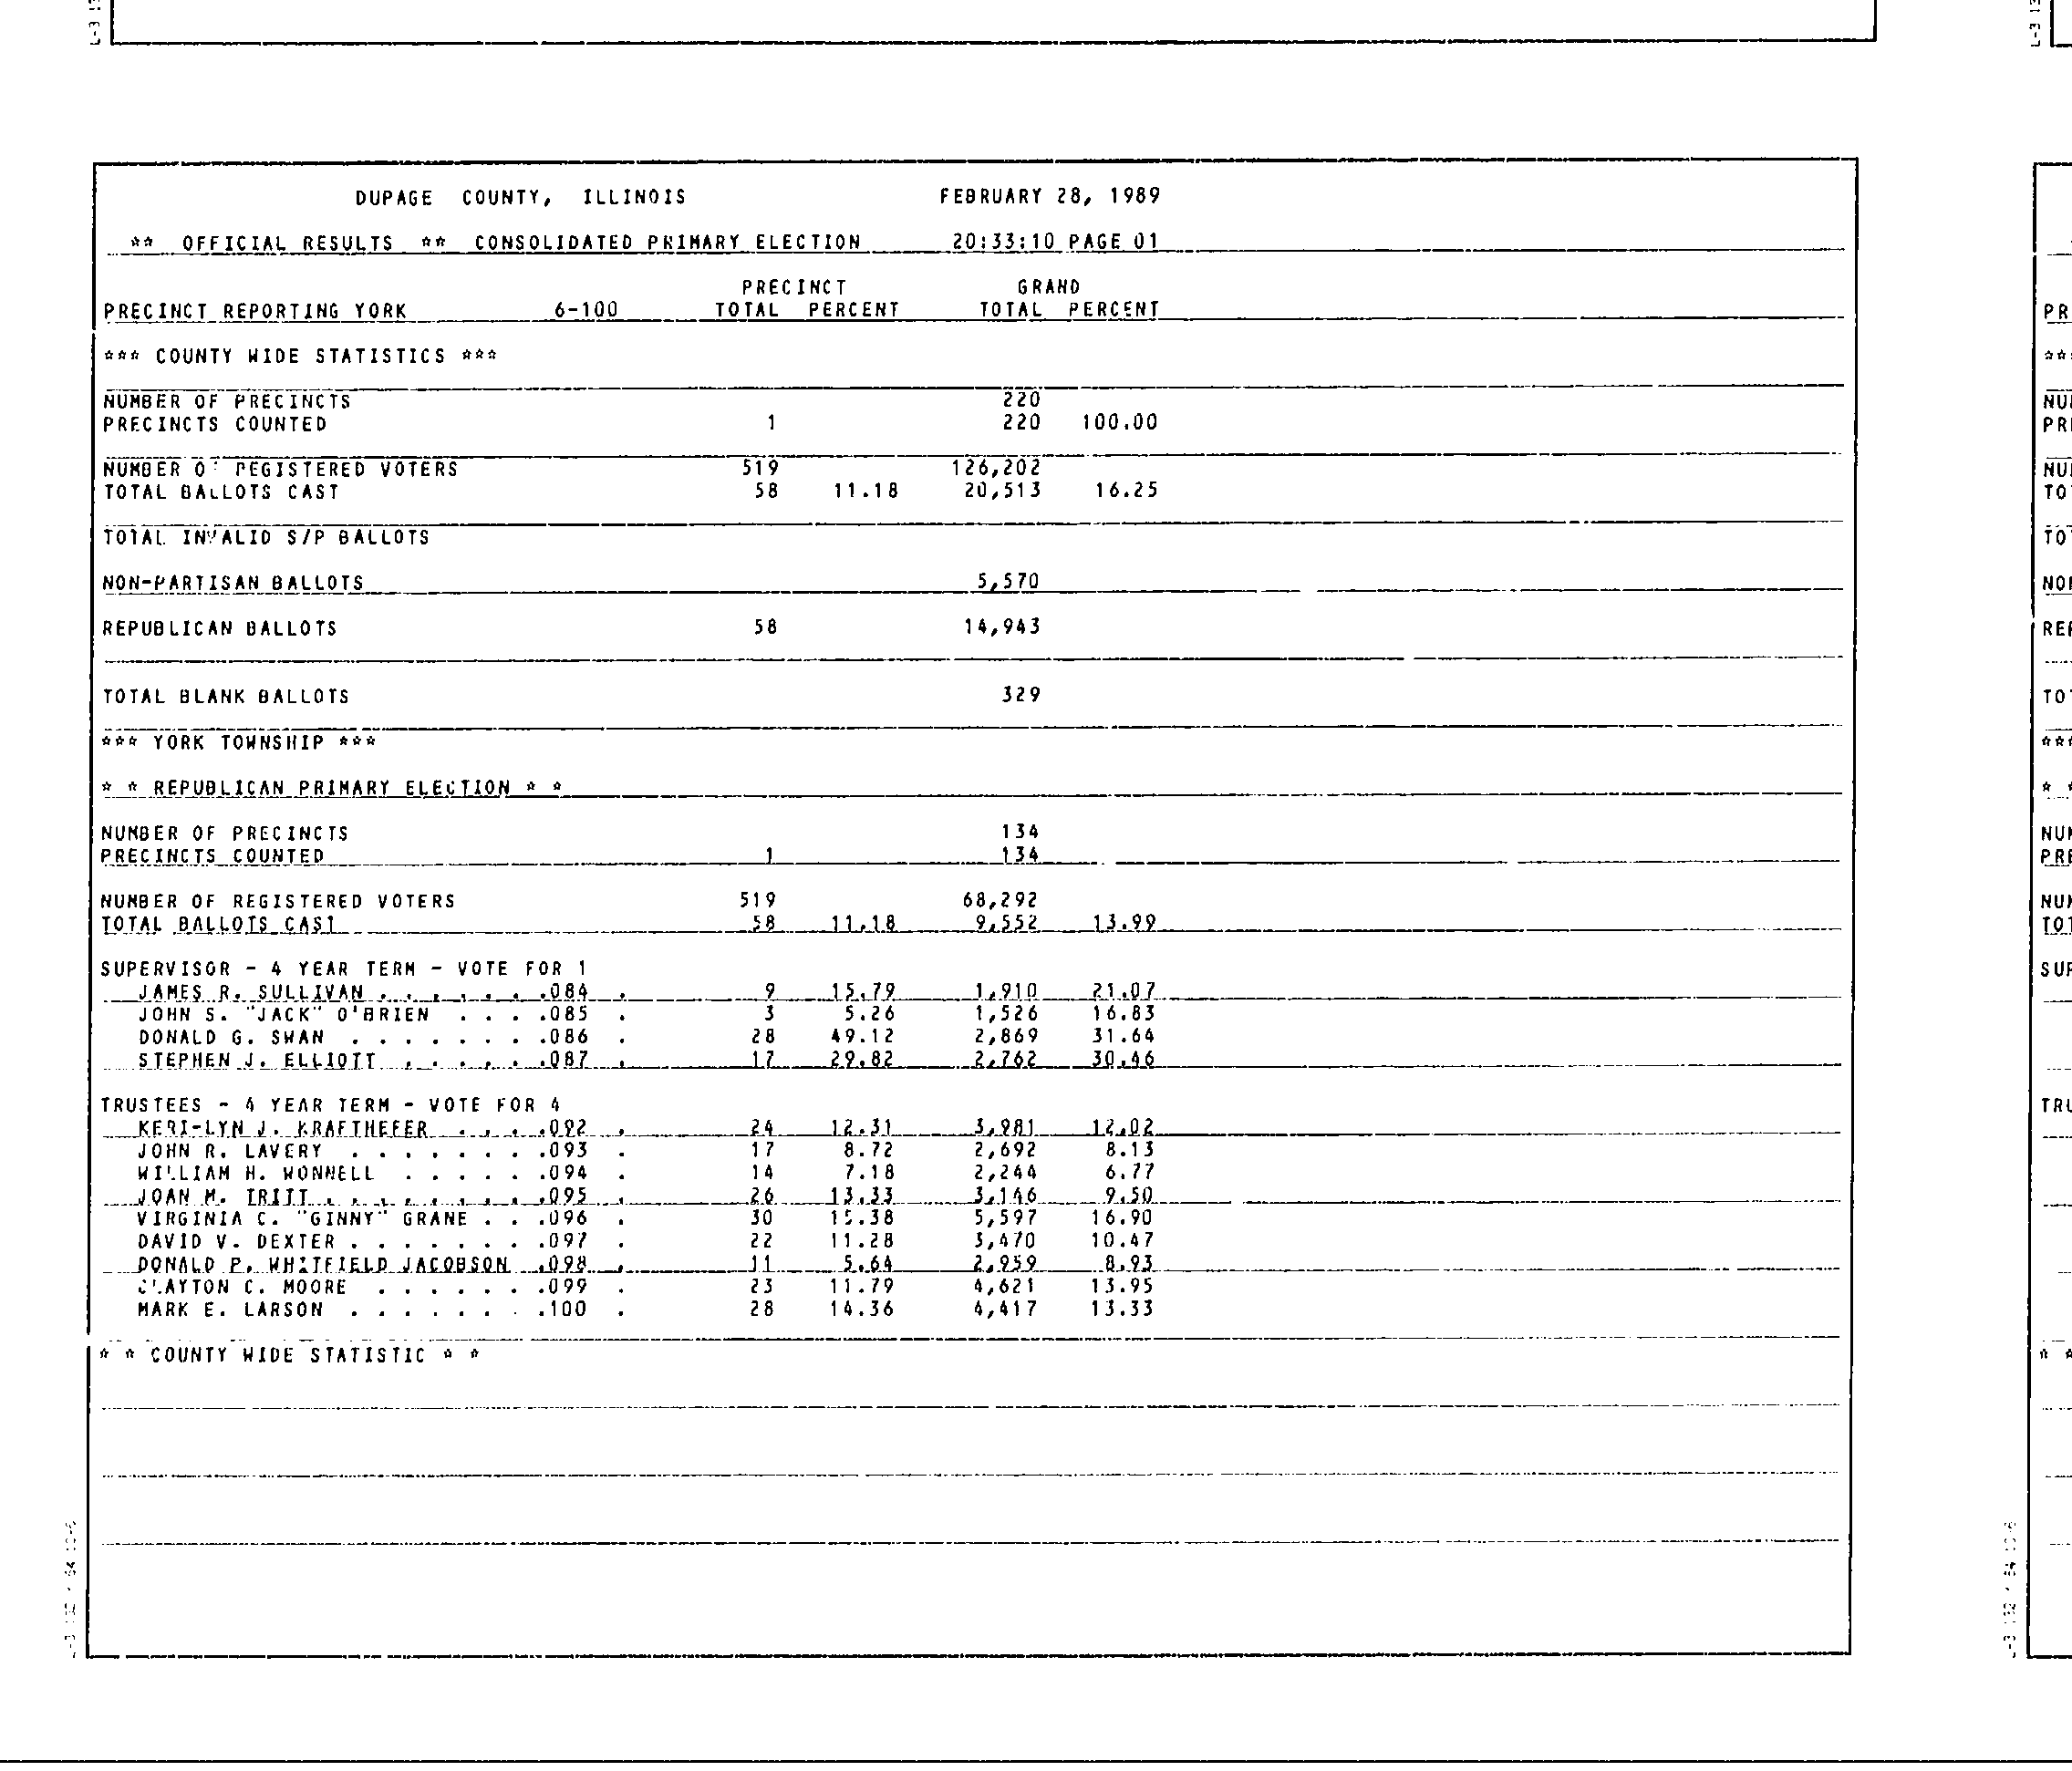 DUPAGE COUNTY, ILLINOIS FEBRUARY 28, 1989
** OFFICIAL RESULTS ** CONSOLIDATED PRIMARY ELECTION 20:33:10 PAGE 01
PRECINCT GRAND
PRECINCT REPORTING YORK 6-100 TOTAL PERCENT TOTAL PERCENT
*** COUNTY WIDE STATISTICS ***
NUMBER OF PRECINCTS 220
PRECINCTS COUNTED 1 220 100.00
NUMBER OF REGISTERED VOTERS 519 126,202
TOTAL BALLOTS CAST 58 11.18 20,513 16.25
TOTAL INVALID S/P BALLOTS
NON-PARTISAN BALLOTS 5,570
REPUBLICAN BALLOTS 58 14,943
TOTAL BLANK BALLOTS 329
*** YORK TOWNSHIP ***
* * REPUBLICAN PRIMARY ELECTION * *
NUMBER OF PRECINCTS 134
PRECINCTS COUNTED 1 134
NUMBER OF REGISTERED VOTERS 519 68,292
TOTAL BALLOTS CAST 58 11.18 9,552 13.99
SUPERVISOR - 4 YEAR TERM - VOTE FOR 1
JAMES R. SULLIVAN . . . . . . .084 . 9 15.79 1,910 21.07
JOHN S. "JACK" O'BRIEN . . . .085 . 3 5.26 1,526 16.83
DONALD G. SWAN . . . . . . . .086 . 28 49.12 2,869 31.64
STEPHEN J. ELLIOTT . . . . . .087 . 17 29.82 2,762 30.46
TRUSTEES - 4 YEAR TERM - VOTE FOR 4
KERI-LYN J. KRAFTHEFER . . . .092 . 24 12.31 3,981 12.02
JOHN R. LAVERY . . . . . . . .093 . 17 8.72 2,692 8.13
WILLIAM H. WONNELL . . . . . .094 . 14 7.18 2,244 6.77
JOAN M. TRITT . . . . . . . . .095 . 26 13.33 3,146 9.50
VIRGINIA C. "GINNY" GRANE . . .096 . 30 15.38 5,597 16.90
DAVID V. DEXTER . . . . . . . .097 . 22 11.28 3,470 10.47
DONALD P. WHITFIELD JACOBSON .098 . 11 5.64 2,959 8.93
CLAYTON C. MOORE . . . . . . .099 . 23 11.79 4,621 13.95
MARK E. LARSON . . . . . . . .100 . 28 14.36 4,417 13.33
* * COUNTY WIDE STATISTIC * *